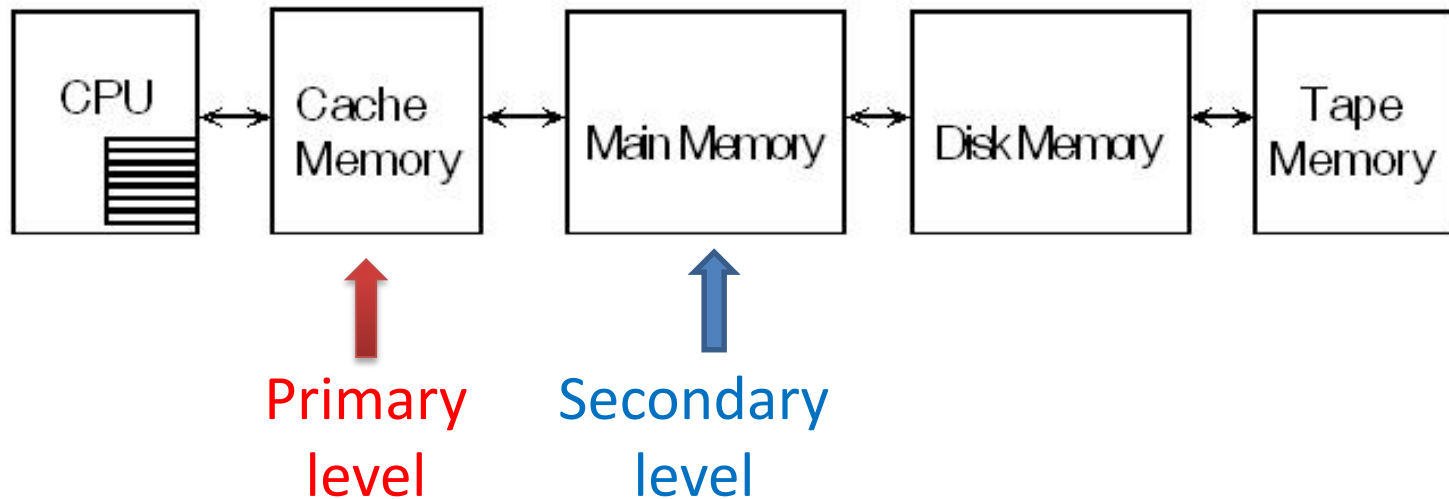 CPU
Cache
Memory
Main Memory
Disk Memory
Tape
Memory
Primary
level
Secondary
level